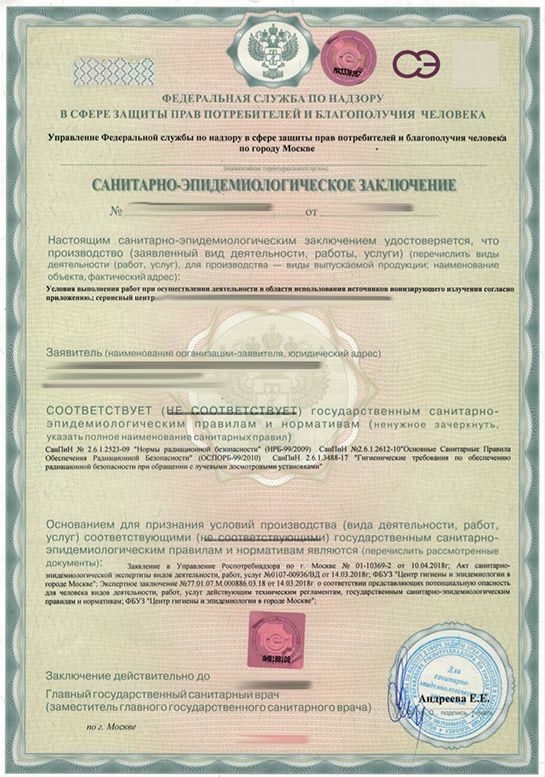 МА3338167
СЭ
ФЕДЕРАЛЬНАЯ СЛУЖБА ПО НАДЗОРУ
В СФЕРЕ ЗАЩИТЫ ПРАВ ПОТРЕБИТЕЛЕЙ И БЛАГОПОЛУЧИЯ ЧЕЛОВЕКА
Управление Федеральной службы по надзору в сфере защиты прав потребителей и благополучия человека
по городу Москве
(наименование территориального органа)
САНИТАРНО-ЭПИДЕМИОЛОГИЧЕСКОЕ ЗАКЛЮЧЕНИЕ
№ от
Настоящим санитарно-эпидемиологическим заключением удостоверяется, что
производство (заявленный вид деятельности, работы, услуги) (перечислить виды
деятельности (работ, услуг), для производства — виды выпускаемой продукции; наименование
объекта, фактический адрес):
Условия выполнения работ при осуществлении деятельности в области использования источников ионизирующего излучения согласно
приложению.; сервисный центр
Заявитель (наименование организации-заявителя, юридический адрес)
СООТВЕТСТВУЕТ (НЕ СООТВЕТСТВУЕТ) государственным санитарно-
эпидемиологическим правилам и нормативам (ненужное зачеркнуть,
указать полное наименование санитарных правил)
СанПиН № 2.6.1.2523-09 "Нормы радиационной безопасности" (НРБ-99/2009) СанПиН №2.6.1.2612-10"Основные Санитарные Правила
Обеспечения Радиационной Безопасности" (ОСПОРБ-99/2010) СанПиН 2.6.1.3488-17 "Гигиенические требования по обеспечению
радиационной безопасности при обращении с лучевыми досмотровыми установками"
Основанием для признания условий производства (вида деятельности, работ,
услуг) соответствующими (не соответствующими) государственным санитарно-
эпидемиологическим правилам и нормативам являются (перечислить рассмотренные
документы):
Заявление в Управление Роспотребнадзора по г. Москве № 01-10369-2 от 10.04.2018г; Акт санитарно-
эпидемиологической экспертизы видов деятельности, работ, услуг №0107-00936/ВД от 14.03.2018г; ФБУЗ "Центр гигиены и эпидемиологии в
городе Москве"; Экспертное заключение №77.01.07.М.000886.03.18 от 14.03.2018г. о соответствии представляющих потенциальную опасность
для человека видов деятельности, работ, услуг действующим техническим регламентам, государственным санитарно-эпидемиологическим
правилам и нормативам; ФБУЗ "Центр гигиены и эпидемиологии в городе Москве";
АН8188108
Заключение действительно до
Главный государственный санитарный врач
(заместитель главного государственного санитарного врача)
Для
санитарно-
Андреева Е.Е.
подпись
по г. Москве